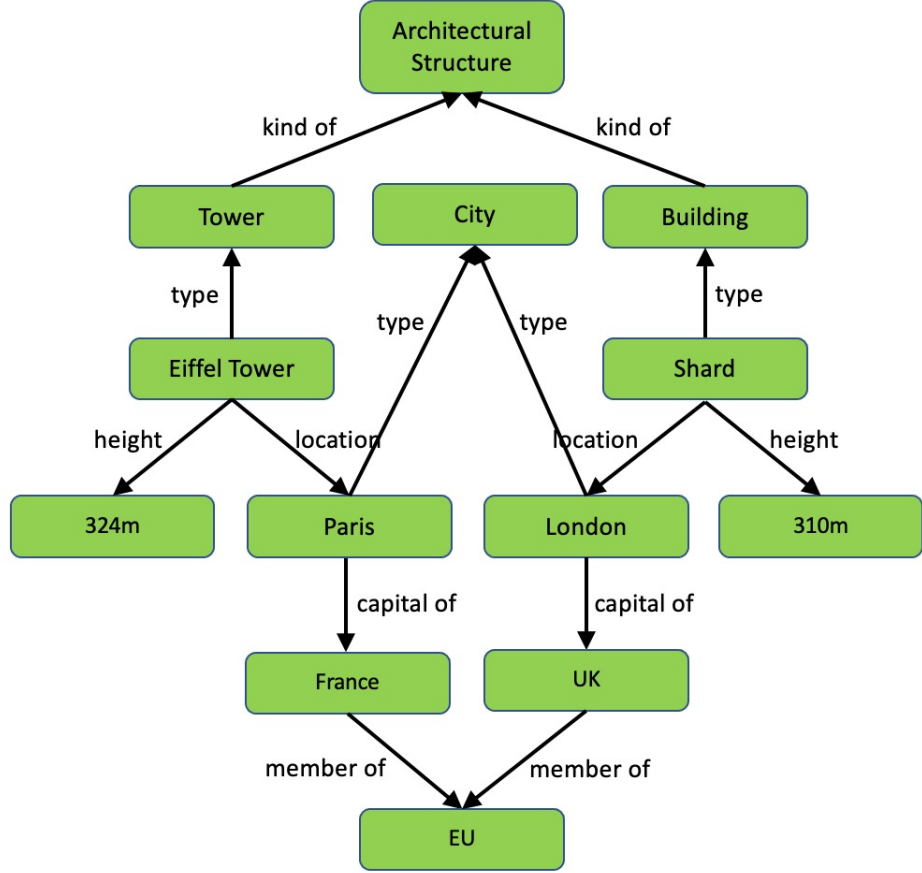 Architectural
Structure
kind of
kind of
Tower
City
Building
type
type
type
type
Eiffel Tower
Shard
height
location
location
height
324m
Paris
London
310m
capital of
capital of
France
UK
member of
member of
EU